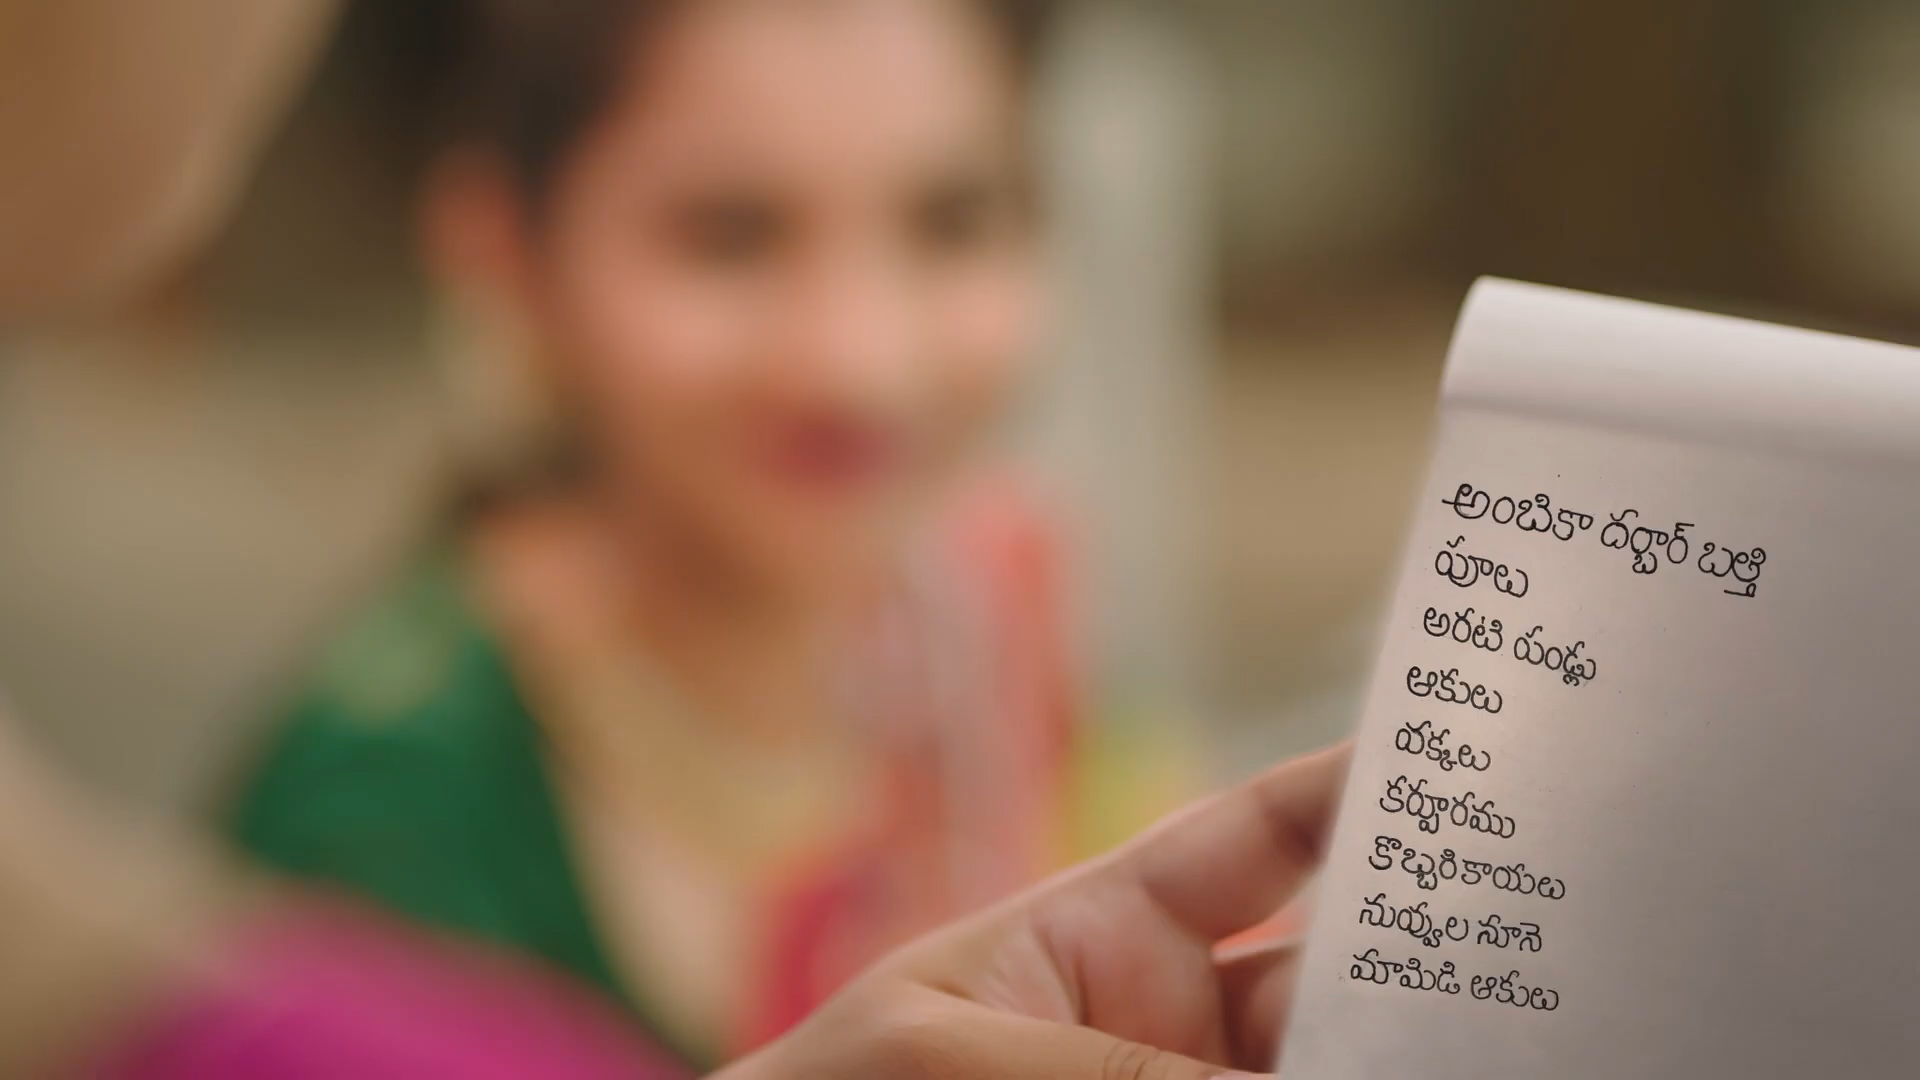 అంబికా దర్బార్ బత్తి
పూలు
అరటి పండ్లు
ఆకులు
వక్కలు
కర్పూరము
కొబ్బరికాయలు
నువ్వుల నూనె
మామిడి ఆకులు